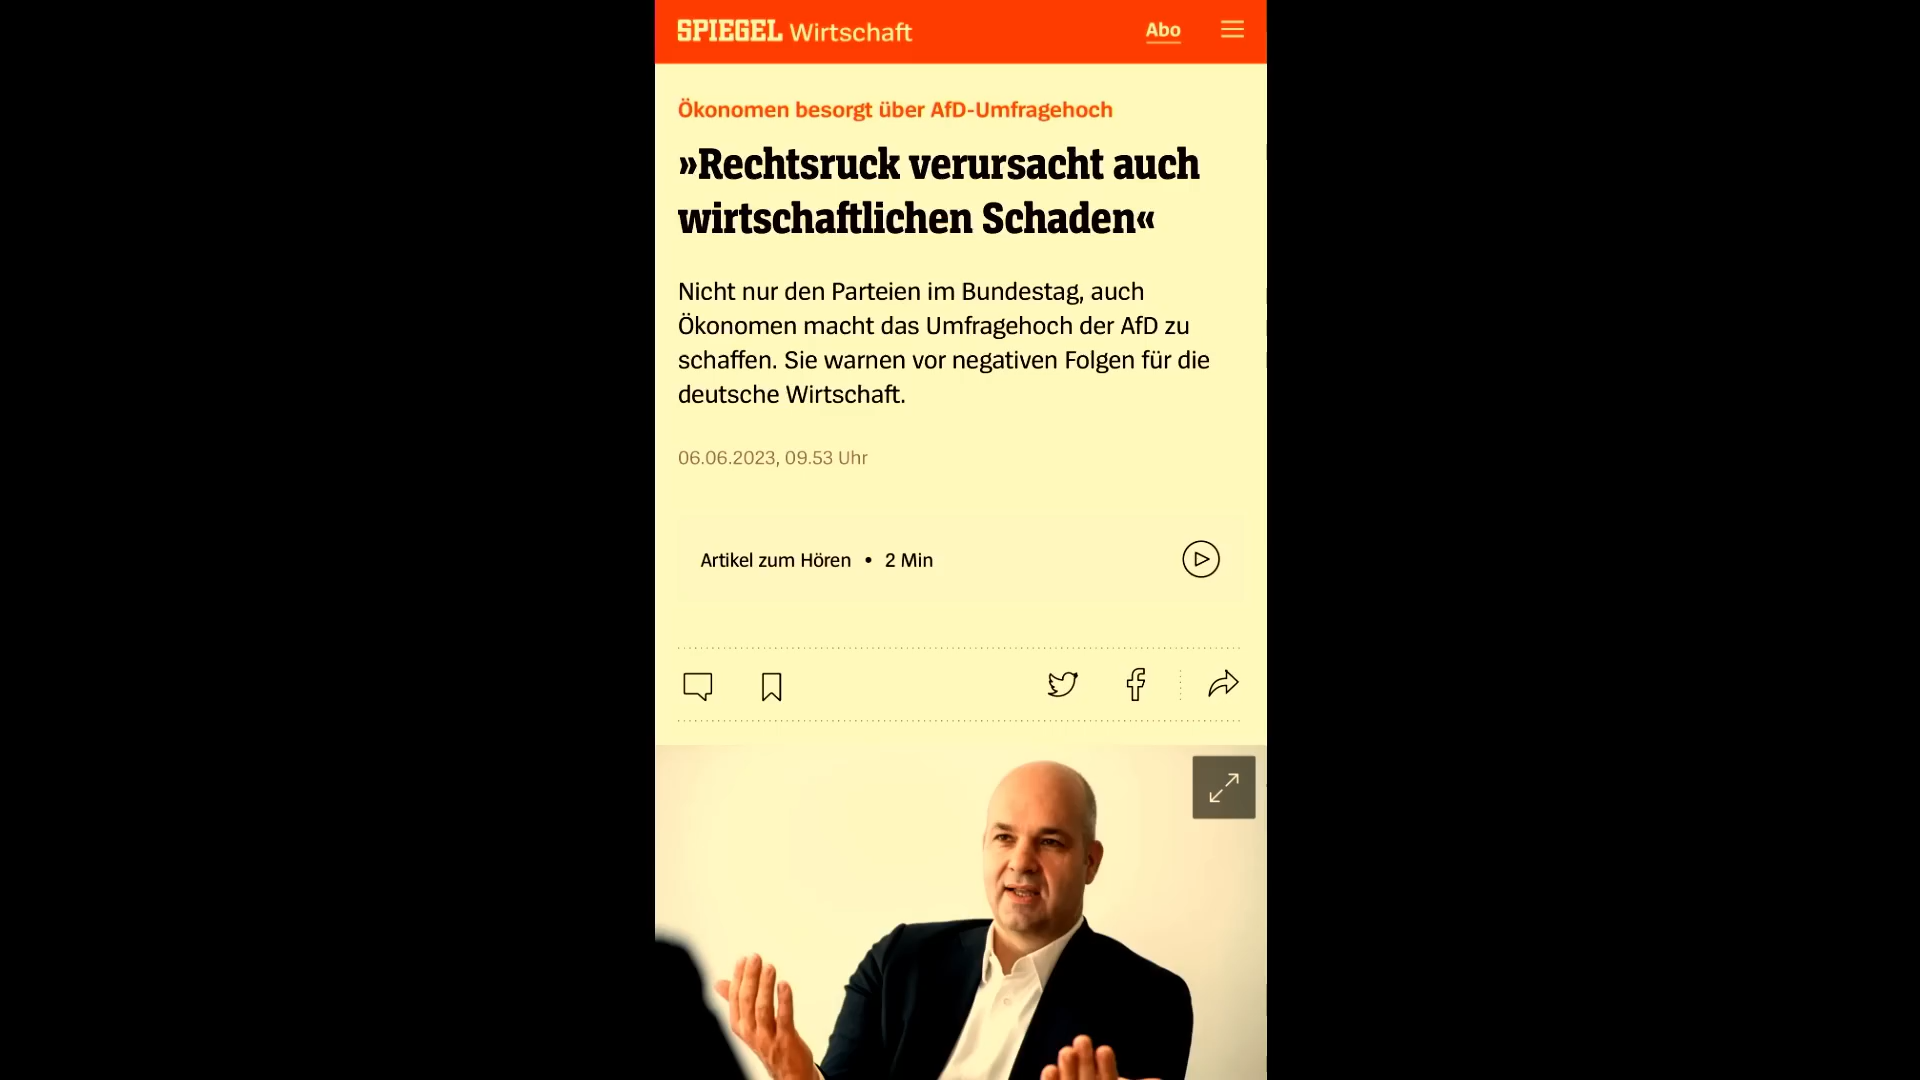 SPIEGEL Wirtschaft
Abo
Ökonomen besorgt über AfD-Umfragehoch
»Rechtsruck verursacht auch
wirtschaftlichen Schaden«
Nicht nur den Parteien im Bundestag, auch
Ökonomen macht das Umfragehoch der AfD zu
schaffen. Sie warnen vor negativen Folgen für die
deutsche Wirtschaft.
06.06.2023, 09.53 Uhr
Artikel zum Hören • 2 Min